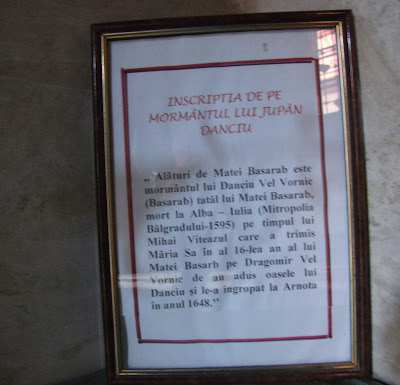 INSCRIPTIA DE PE
MORMÂNTUL LUI JUPÂN
DANCIU
,, Alături de Matei Basarab este
mormântul lui Danciu Vel Vornic
(Basarab) tatăl lui Matei Basarab,
mort la Alba – Iulia (Mitropolia
Bălgradului-1595) pe timpul lui
Mihai Viteazul care a trimis
Măria Sa în al 16-lea an al lui
Matei Basarb pe Dragomir Vel
Vornic de au adus oasele lui
Danciu și le-a ingropat la Arnota
in anul 1648.’’